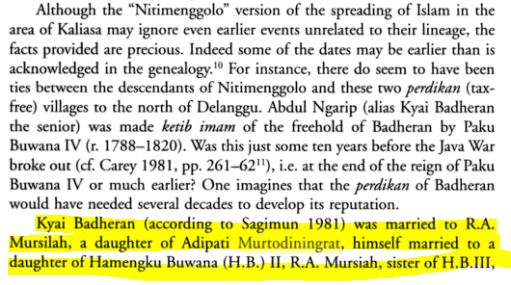 Although the “Nitimenggolo” version of the spreading of Islam in the
area of Kaliasa may ignore even earlier events unrelated to their lineage, the
facts provided are precious. Indeed some of the dates may be earlier than is
acknowledged in the genealogy.¹⁰ For instance, there do seem to have been
ties between the descendants of Nitimenggolo and these two perdikan (tax-
free) villages to the north of Delanggu. Abdul Ngarip (alias Kyai Badheran
the senior) was made ketib imam of the freehold of Badheran by Paku
Buwana IV (r. 1788–1820). Was this just some ten years before the Java War
broke out (cf. Carey 1981, pp. 261–62¹¹), i.e. at the end of the reign of Paku
Buwana IV or much earlier? One imagines that the perdikan of Badheran
would have needed several decades to develop its reputation.
Kyai Badheran (according to Sagimun 1981) was married to R.A.
Mursilah, a daughter of Adipati Murtodiningrat, himself married to a
daughter of Hamengku Buwana (H.B.) II, R.A. Mursiah, sister of H.B.III,